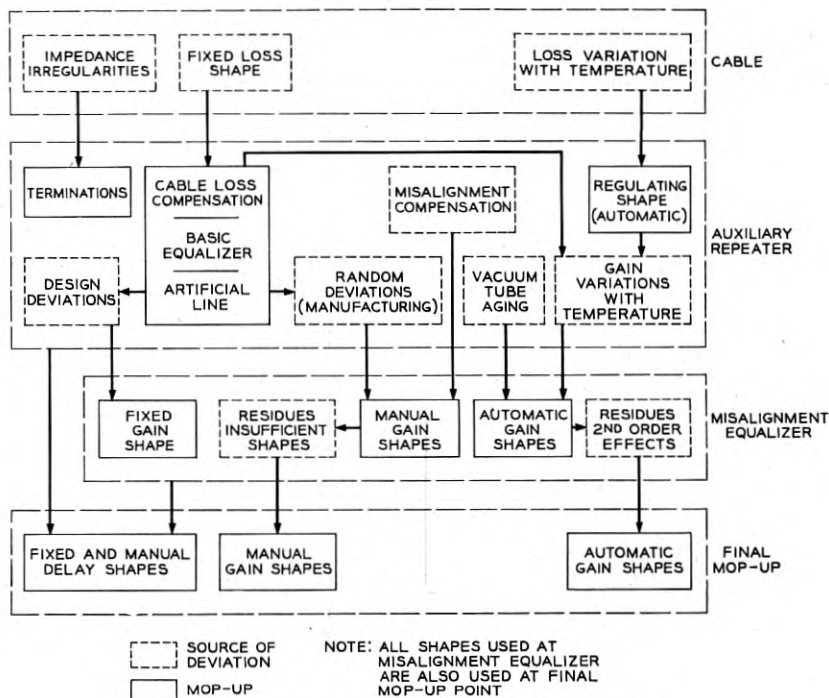 IMPEDANCE
IRREGULARITIES
FIXED LOSS
SHAPE
LOSS VARIATION
WITH TEMPERATURE
CABLE
TERMINATIONS
CABLE LOSS
COMPENSATION
BASIC
EQUALIZER
ARTIFICIAL
LINE
MISALIGNMENT
COMPENSATION
REGULATING
SHAPE
(AUTOMATIC)
AUXILIARY
REPEATER
DESIGN
DEVIATIONS
RANDOM
DEVIATIONS
(MANUFACTURING)
VACUUM
TUBE
AGING
GAIN
VARIATIONS
WITH
TEMPERATURE
FIXED
GAIN
SHAPE
RESIDUES
INSUFFICIENT
SHAPES
MANUAL
GAIN
SHAPES
AUTOMATIC
GAIN
SHAPES
RESIDUES
2ND ORDER
EFFECTS
MISALIGNMENT
EQUALIZER
FIXED AND MANUAL
DELAY SHAPES
MANUAL
GAIN SHAPES
AUTOMATIC
GAIN SHAPES
FINAL
MOP-UP
SOURCE OF
DEVIATION
MOP-UP
NOTE: ALL SHAPES USED AT
MISALIGNMENT EQUALIZER
ARE ALSO USED AT FINAL
MOP-UP POINT